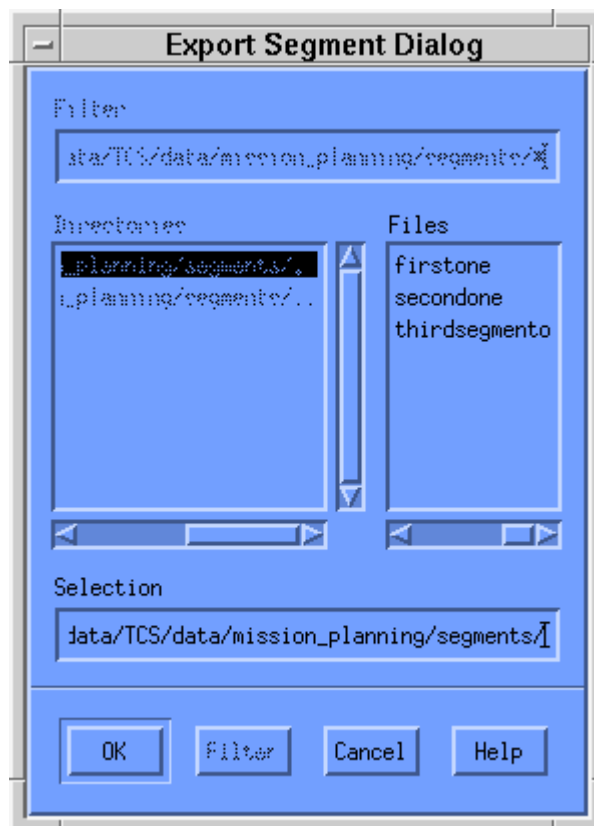 Export Segment Dialog
Filter
ata/TCS/data/mission_planning/segments/*
Directories
_planning/segments/.
_planning/segments/..
Files
firstone
secondone
thirdsegmento
Selection
data/TCS/data/mission_planning/segments/
OK
Filter
Cancel
Help